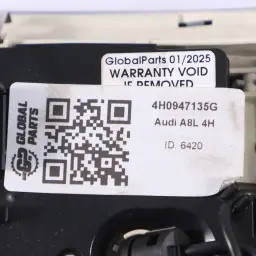 GlobalParts 01/2025
WARRANTY VOID
IF REMOVED
GLOBAL
PARTS
4H0947135G
Audi A8L 4H
ID: 6420